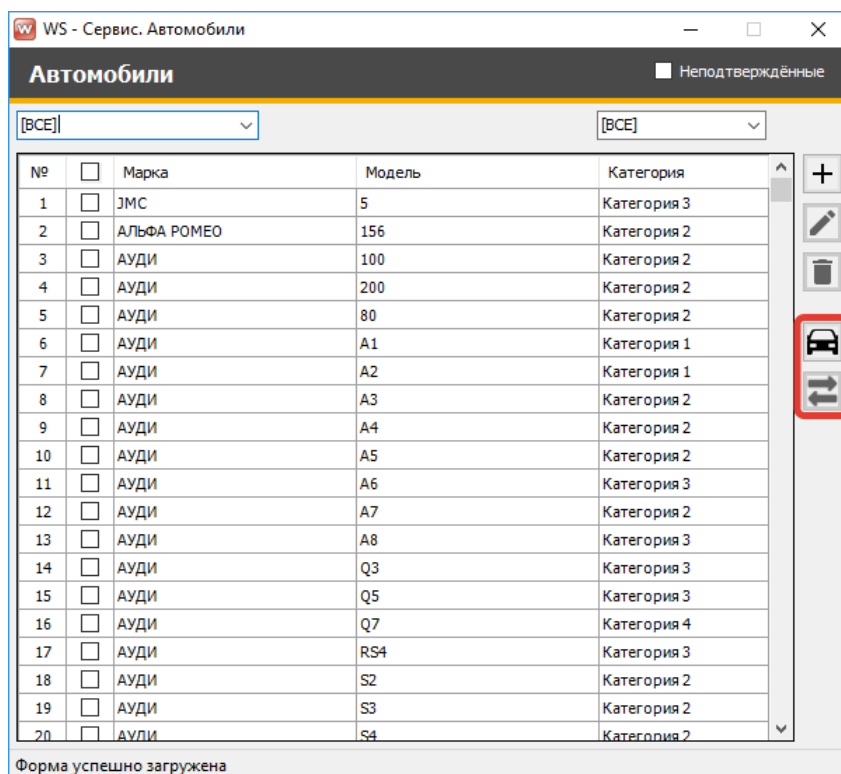 WS - Сервис. Автомобили
Автомобили Неподтверждённые
[ВСЕ] [ВСЕ]
№ Марка Модель Категория
1 JMC 5 Категория 3
2 АЛЬФА РОМЕО 156 Категория 2
3 АУДИ 100 Категория 2
4 АУДИ 200 Категория 2
5 АУДИ 80 Категория 2
6 АУДИ A1 Категория 1
7 АУДИ A2 Категория 1
8 АУДИ A3 Категория 2
9 АУДИ A4 Категория 2
10 АУДИ A5 Категория 2
11 АУДИ A6 Категория 3
12 АУДИ A7 Категория 2
13 АУДИ A8 Категория 3
14 АУДИ Q3 Категория 3
15 АУДИ Q5 Категория 3
16 АУДИ Q7 Категория 4
17 АУДИ RS4 Категория 3
18 АУДИ S2 Категория 2
19 АУДИ S3 Категория 2
20 АУДИ S4 Категория 2
Форма успешно загружена